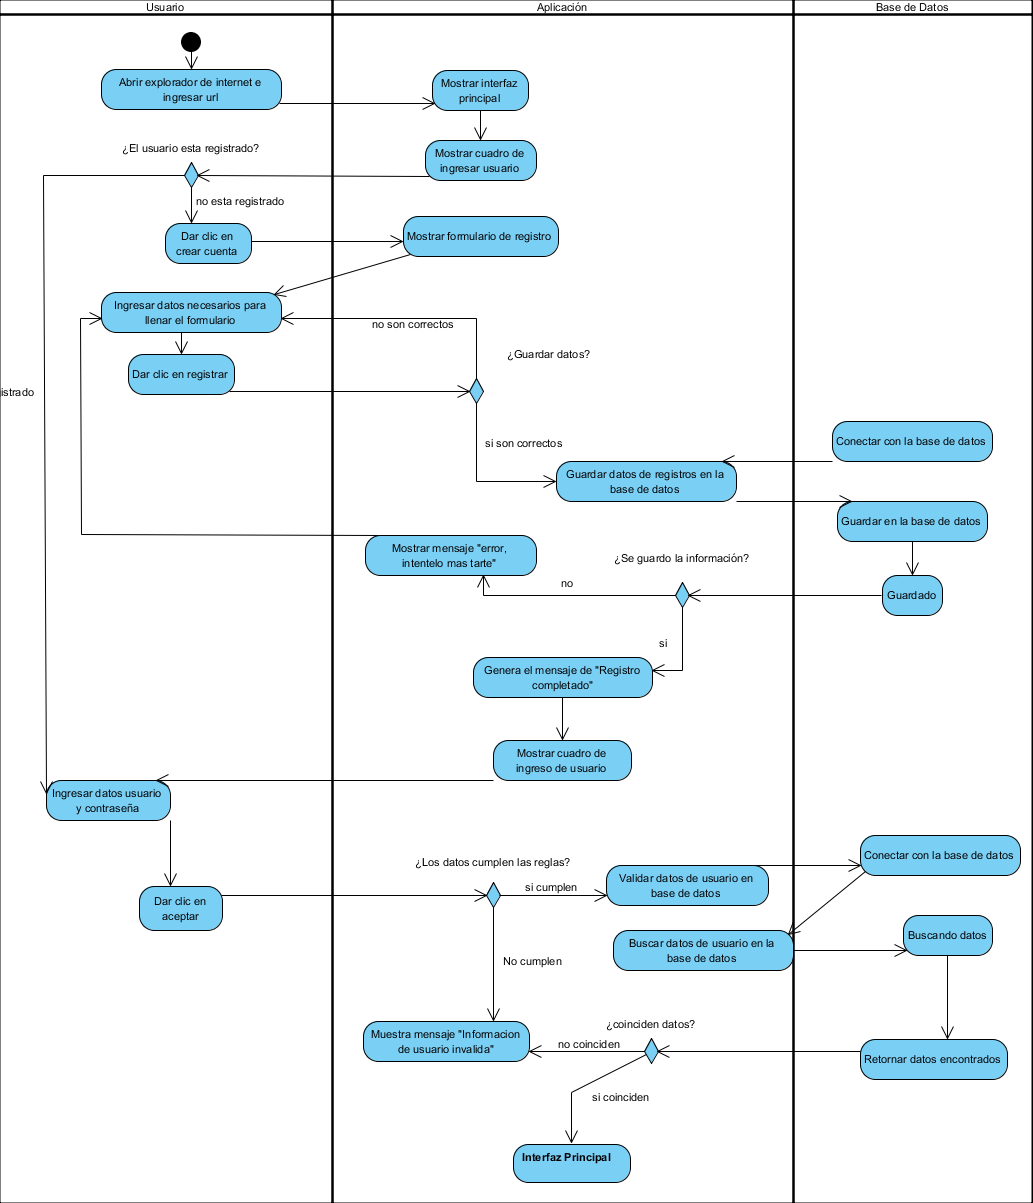 Usuario
Aplicación
Base de Datos
Abrir explorador de internet e
ingresar url
Mostrar interfaz
principal
¿El usuario esta registrado?
Mostrar cuadro de
ingresar usuario
no esta registrado
Dar clic en
crear cuenta
Mostrar formulario de registro
Ingresar datos necesarios para
llenar el formulario
no son correctos
¿Guardar datos?
Dar clic en registrar
istrado
si son correctos
Conectar con la base de datos
Guardar datos de registros en la
base de datos
Guardar en la base de datos
Mostrar mensaje "error,
intentelo mas tarte"
¿Se guardo la información?
no
Guardado
si
Genera el mensaje de "Registro
completado"
Mostrar cuadro de
ingreso de usuario
Ingresar datos usuario
y contraseña
¿Los datos cumplen las reglas?
Conectar con la base de datos
si cumplen
Validar datos de usuario en
base de datos
Dar clic en
aceptar
Buscar datos de usuario en la
base de datos
Buscando datos
No cumplen
¿coinciden datos?
Muestra mensaje "Informacion
de usuario invalida"
no coinciden
Retornar datos encontrados
si coinciden
Interfaz Principal